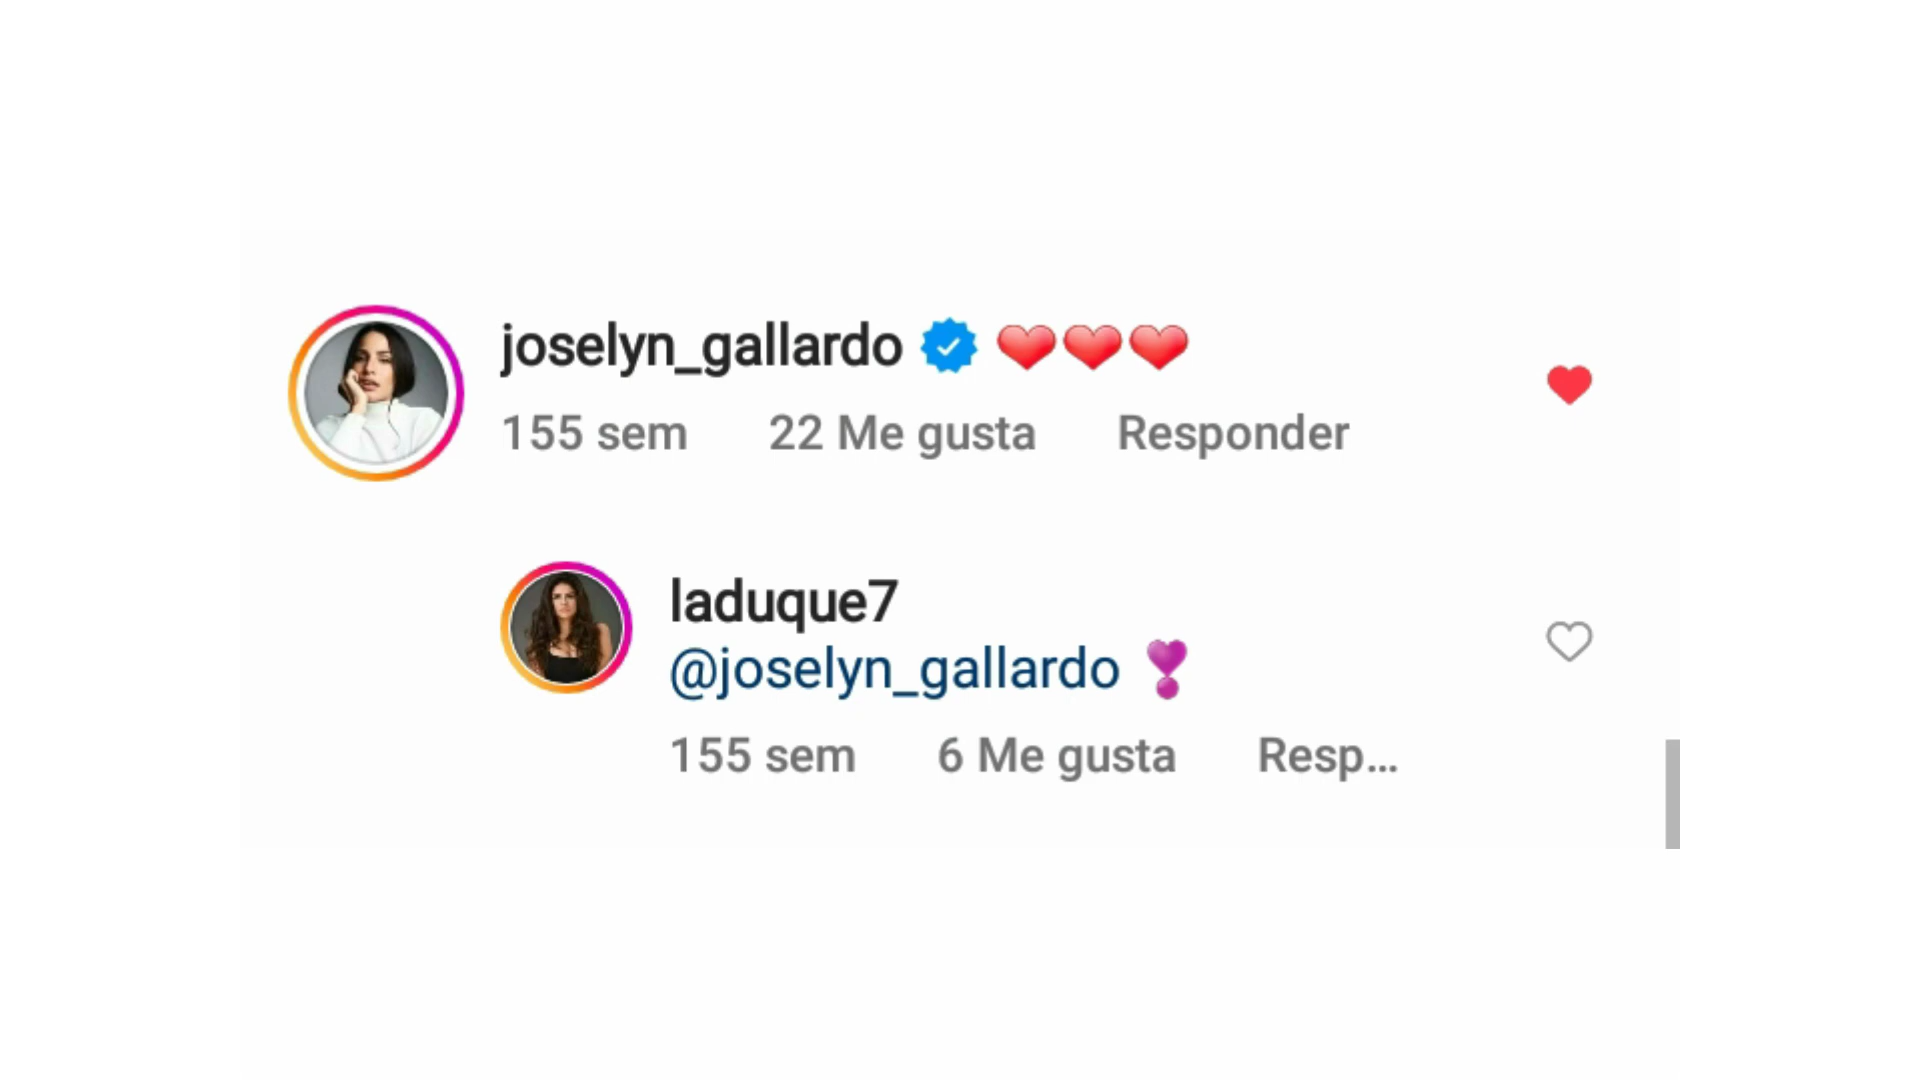 joselyn_gallardo ❤️❤️❤️
155 sem 22 Me gusta Responder
laduque7
@joselyn_gallardo ❣️
155 sem 6 Me gusta Resp...